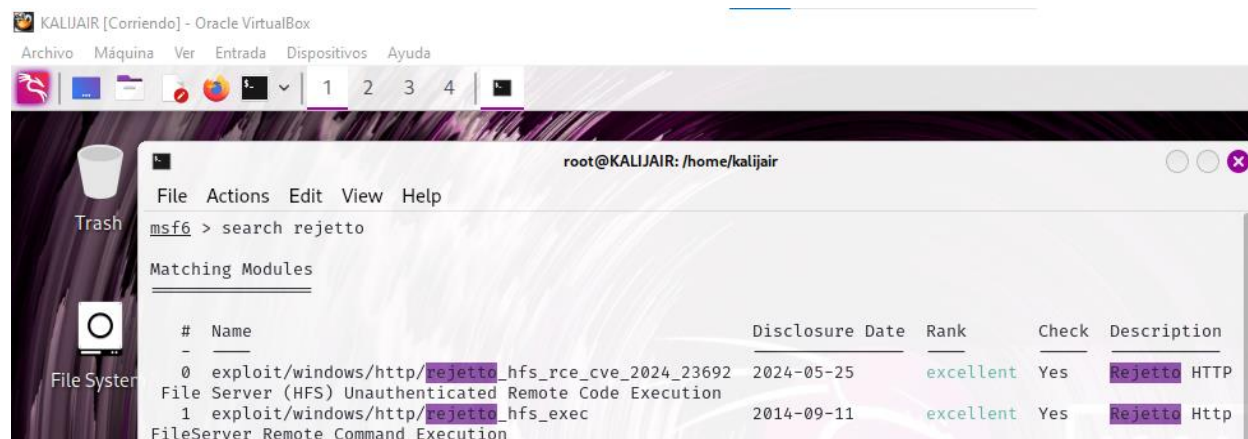 KALIJAIR [Corriendo] - Oracle VirtualBox
Archivo Máquina Ver Entrada Dispositivos Ayuda
1 2 3 4
root@KALIJAIR: /home/kalijair
File Actions Edit View Help
Trash
msf6 > search rejetto
Matching Modules
File System
# Name Disclosure Date Rank Check Description
- ---- --------------- ---- ----- -----------
0 exploit/windows/http/rejetto_hfs_rce_cve_2024_23692 2024-05-25 excellent Yes Rejetto HTTP
File Server (HFS) Unauthenticated Remote Code Execution
1 exploit/windows/http/rejetto_hfs_exec 2014-09-11 excellent Yes Rejetto Http
FileServer Remote Command Execution